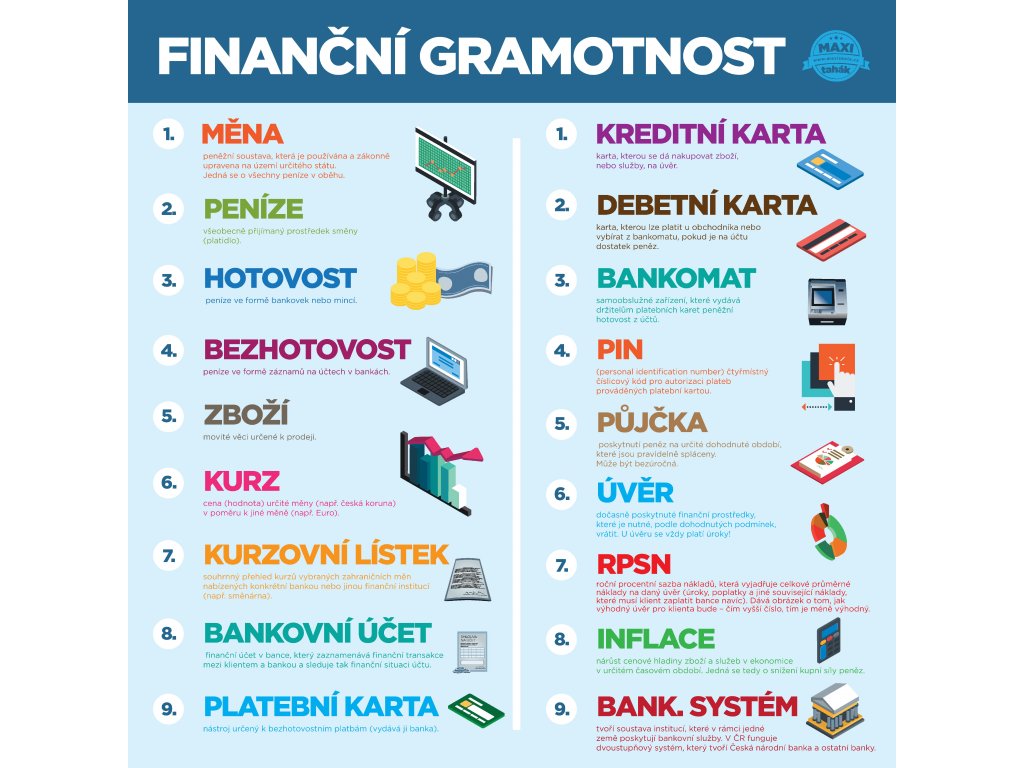 FINANČNÍ GRAMOTNOST
MAXI
tahák
1. MĚNA
peněžní soustava, která je používána a zákonně
upravena na území určitého státu.
Jedná se o všechny peníze v oběhu.
2. PENÍZE
všeobecně přijímaný prostředek směny
(platidlo).
3. HOTOVOST
peníze ve formě bankovek nebo mincí.
4. BEZHOTOVOST
peníze ve formě záznamů na účtech v bankách.
5. ZBOŽÍ
movité věci určené k prodeji.
6. KURZ
cena (hodnota) určité měny (např. česká koruna)
v poměru k jiné měně (např. Euro).
7. KURZOVNÍ LÍSTEK
souhrnný přehled kurzů vybraných zahraničních měn
nabízených konkrétní bankou nebo jinou finanční institucí
(např. směnárna).
8. BANKOVNÍ ÚČET
finanční účet v bance, který zaznamenává finanční transakce
mezi klientem a bankou a sleduje tak finanční situaci účtu.
9. PLATEBNÍ KARTA
nástroj určený k bezhotovostním platbám (vydává ji banka).
1. KREDITNÍ KARTA
karta, kterou se dá nakupovat zboží,
nebo služby, na úvěr.
2. DEBETNÍ KARTA
karta, kterou lze platit u obchodníka nebo
vybírat z bankomatu, pokud je na účtu
dostatek peněz.
3. BANKOMAT
samoobslužné zařízení, které vydává
držitelům platebních karet peněžní
hotovost z účtů.
4. PIN
(personal identification number) čtyřmístný
číslicový kód pro autorizaci plateb
prováděných platební kartou.
5. PŮJČKA
poskytnutí peněz na určité dohodnuté období,
které jsou pravidelně spláceny.
Může být bezúročná.
6. ÚVĚR
dočasně poskytnuté finanční prostředky,
které je nutné, podle dohodnutých podmínek,
vrátit. U úvěru se vždy platí úroky!
7. RPSN
roční procentní sazba nákladů, která vyjadřuje celkové průměrné
náklady na daný úvěr (úroky, poplatky a jiné související náklady,
které musí klient zaplatit bance navíc). Dává obrázek o tom, jak
výhodný úvěr pro klienta bude – čím vyšší číslo, tím je méně výhodný.
8. INFLACE
nárůst cenové hladiny zboží a služeb v ekonomice
v určitém časovém období. Jedná se tedy o snížení kupní síly peněz.
9. BANK. SYSTÉM
tvoří soustava institucí, které v rámci jedné
země poskytují bankovní služby. V ČR funguje
dvoustupňový systém, který tvoří Česká národní banka a ostatní banky.